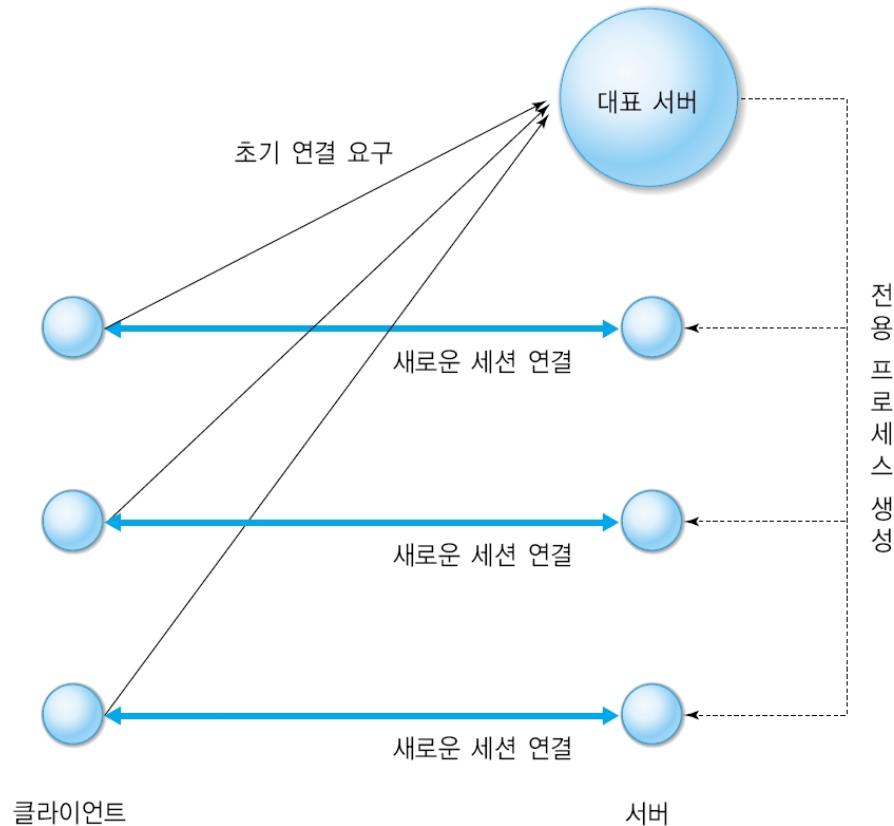 대표 서버
초기 연결 요구
새로운 세션 연결
새로운 세션 연결
새로운 세션 연결
전용 프로세스 생성
클라이언트
서버